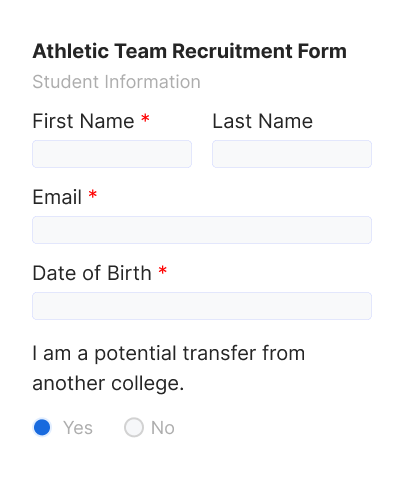 Athletic Team Recruitment Form
Student Information
First Name * Last Name
Email *
Date of Birth *
I am a potential transfer from
another college.
Yes No